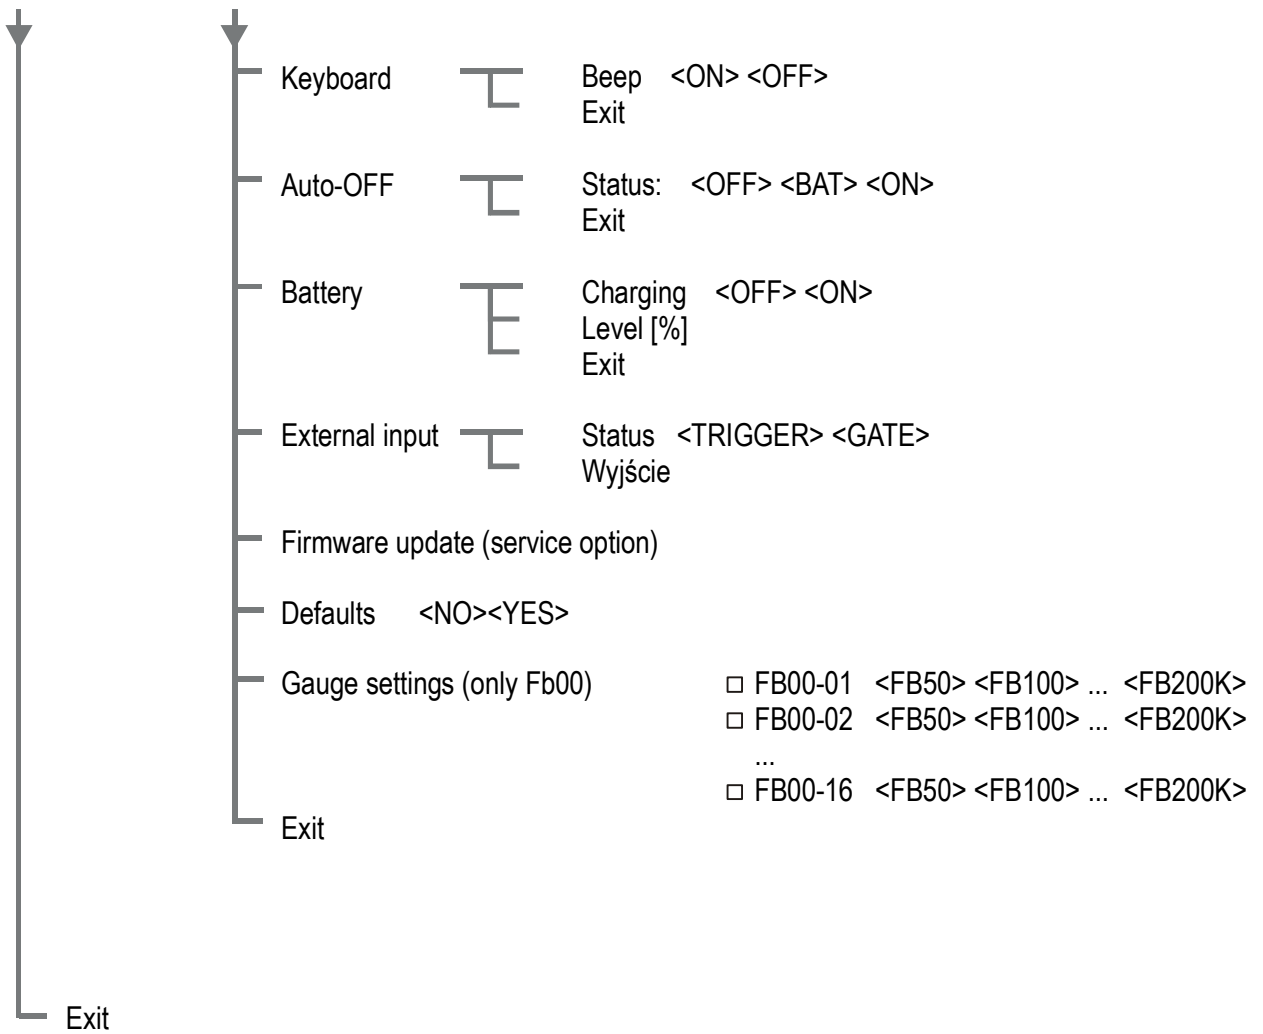 Keyboard Beep <ON> <OFF>
Exit
Auto-OFF Status: <OFF> <BAT> <ON>
Exit
Battery Charging <OFF> <ON>
Level [%]
Exit
External input Status <TRIGGER> <GATE>
Wyjście
Firmware update (service option)
Defaults <NO><YES>
Gauge settings (only Fb00) □ FB00-01 <FB50> <FB100> ... <FB200K>
□ FB00-02 <FB50> <FB100> ... <FB200K>
...
□ FB00-16 <FB50> <FB100> ... <FB200K>
Exit
Exit